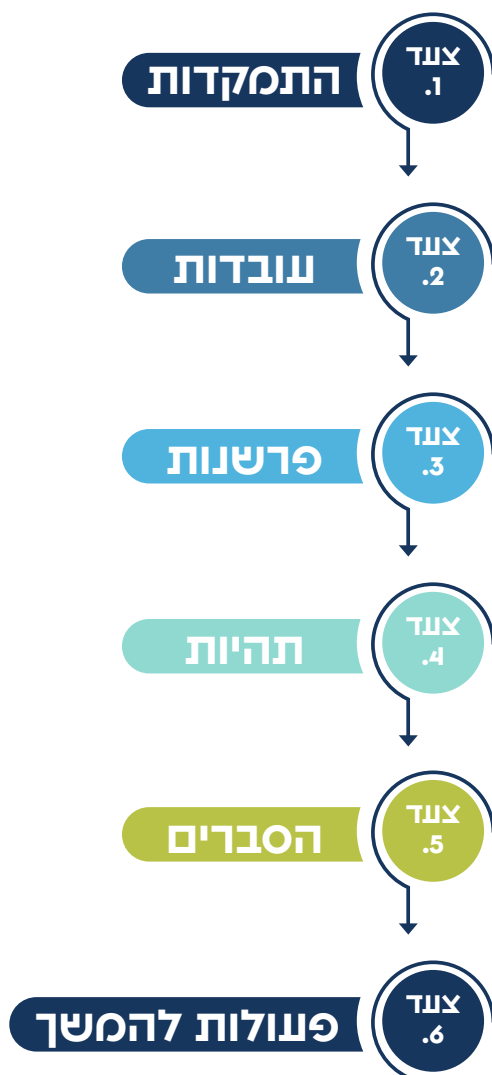 צעד
1.
התמקדות
צעד
2.
עובדות
צעד
3.
פרשנות
צעד
4.
תהיות
צעד
5.
הסברים
צעד
6.
פעולות להמשך